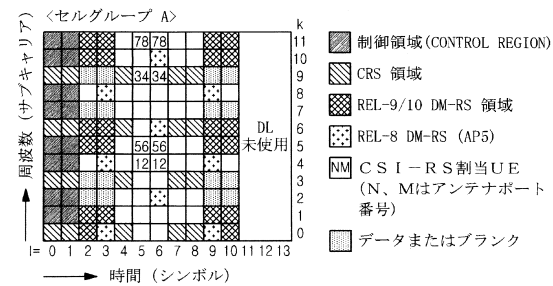 <セルグループ A>
k
周波数 (サブキャリア)
78 78
34 34
56 56
12 12
DL
未使用
11
10
9
8
7
6
5
4
3
2
1
0
l= 0 1 2 3 4 5 6 7 8 9 10 11 12 13
時間 (シンボル)
制御領域(CONTROL REGION)
CRS 領域
REL-9/10 DM-RS 領域
REL-8 DM-RS (AP5)
NM CSI-RS割当UE
(N、Mはアンテナポート
番号)
データまたはブランク